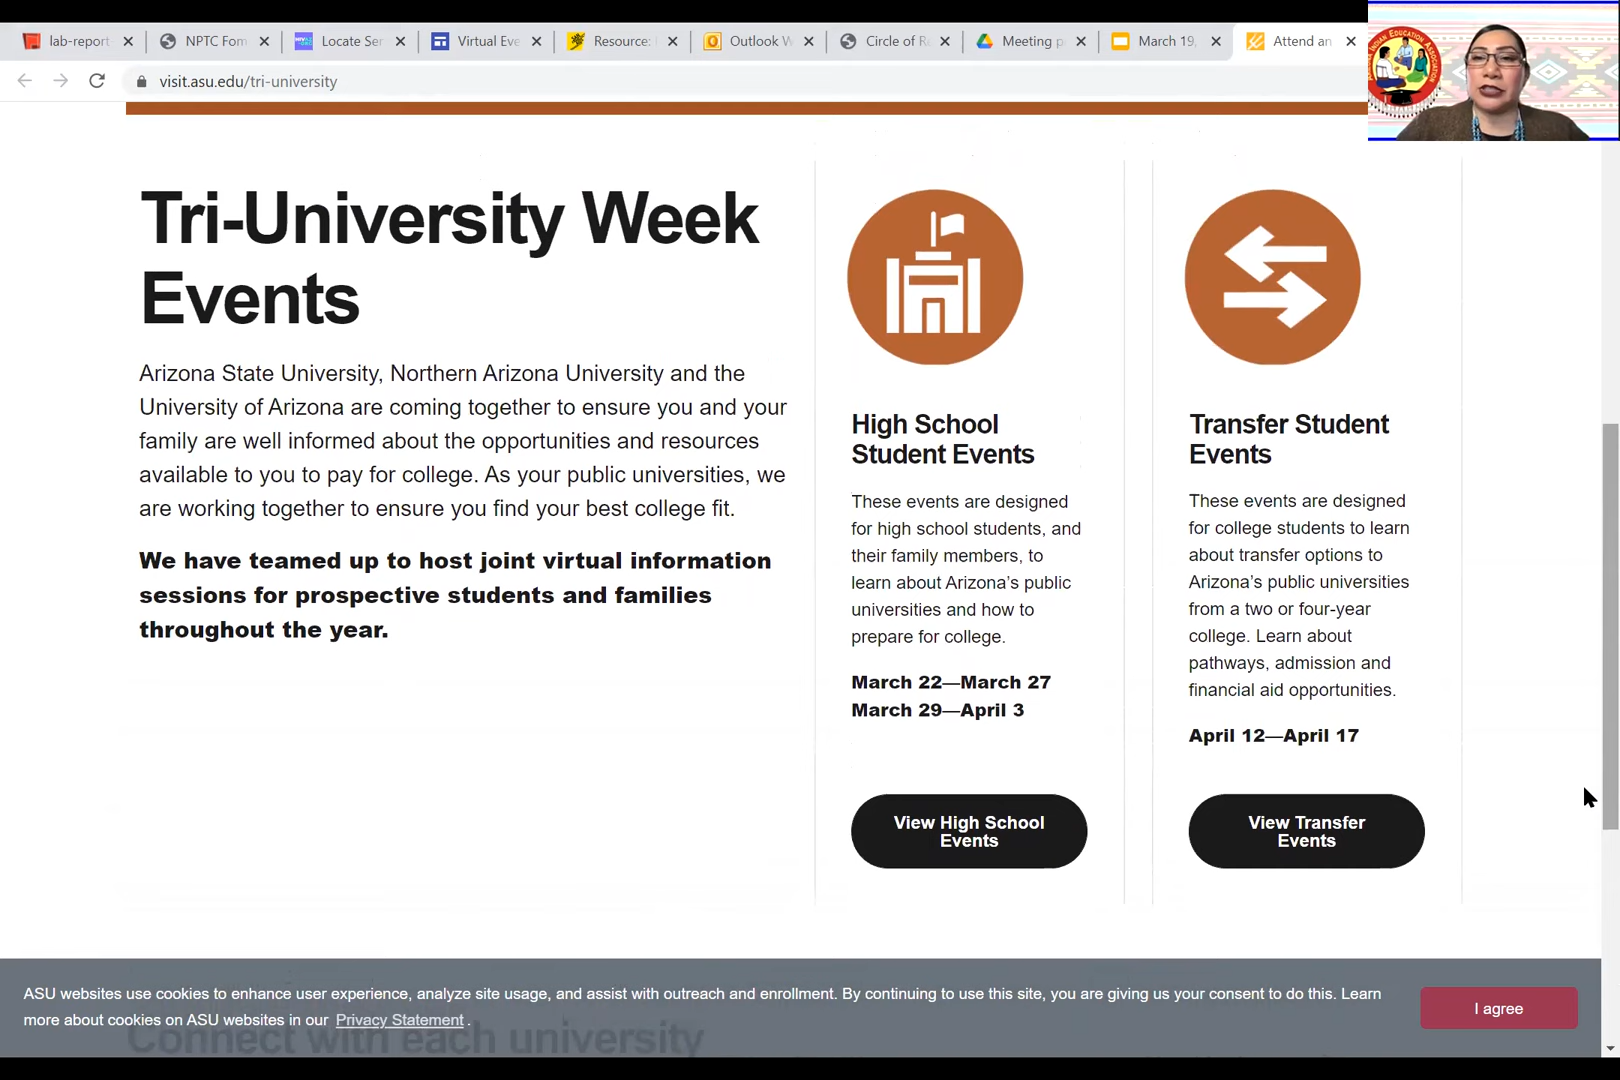 lab-report
NPTC Fom
Locate Ser
Virtual Eve
Resource:
Outlook W
Circle of R
Meeting p
March 19,
Attend an
visit.asu.edu/tri-university
INDIAN EDUCATION ASSOCIATION
Tri-University Week
Events
Arizona State University, Northern Arizona University and the
University of Arizona are coming together to ensure you and your
family are well informed about the opportunities and resources
available to you to pay for college. As your public universities, we
are working together to ensure you find your best college fit.
We have teamed up to host joint virtual information
sessions for prospective students and families
throughout the year.
High School
Student Events
These events are designed
for high school students, and
their family members, to
learn about Arizona's public
universities and how to
prepare for college.
March 22—March 27
March 29—April 3
View High School
Events
Transfer Student
Events
These events are designed
for college students to learn
about transfer options to
Arizona's public universities
from a two or four-year
college. Learn about
pathways, admission and
financial aid opportunities.
April 12—April 17
View Transfer
Events
ASU websites use cookies to enhance user experience, analyze site usage, and assist with outreach and enrollment. By continuing to use this site, you are giving us your consent to do this. Learn
more about cookies on ASU websites in our Privacy Statement .
I agree
Connect with each university